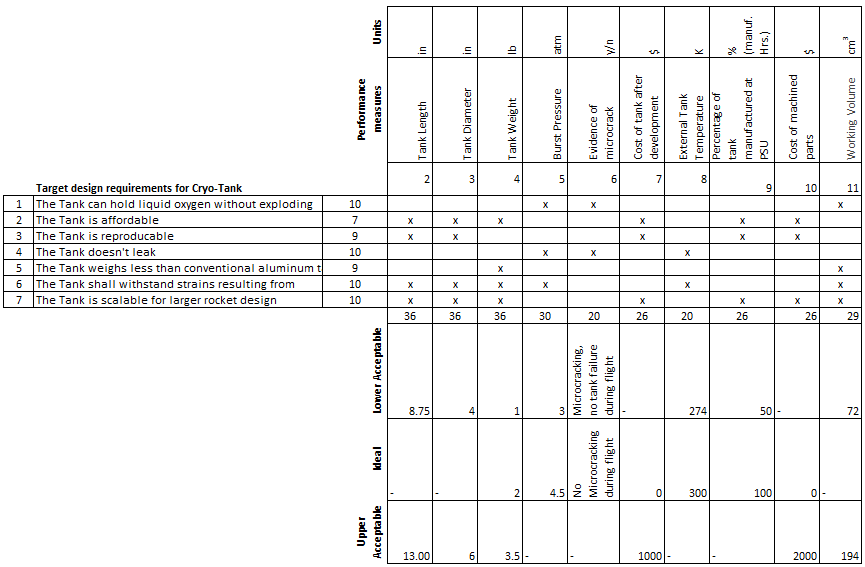 Units in in lb atm y/n $ K % (manuf. Hrs.) $ cm³
Performance measures Tank Length Tank Diameter Tank Weight Burst Pressure Evidence of microcrack Cost of tank after development External Tank Temperature Percentage of tank manufactured at PSU Cost of machined parts Working Volume
Target design requirements for Cryo-Tank 2 3 4 5 6 7 8 9 10 11
1 The Tank can hold liquid oxygen without exploding 10 x x x
2 The Tank is affordable 7 x x x x x x
3 The Tank is reproducable 9 x x x x x
4 The Tank doesn't leak 10 x x x
5 The Tank weighs less than conventional aluminum t 9 x x
6 The Tank shall withstand strains resulting from 10 x x x x x x
7 The Tank is scalable for larger rocket design 10 x x x x x x x
36 36 36 30 20 26 20 26 26 29
Lower Acceptable 8.75 4 1 3 Microcracking, no tank failure during flight - 274 50 - 72
Ideal - - 2 4.5 No Microcracking during flight 0 300 100 0 -
Upper Acceptable 13.00 6 3.5 - - 1000 - - 2000 194